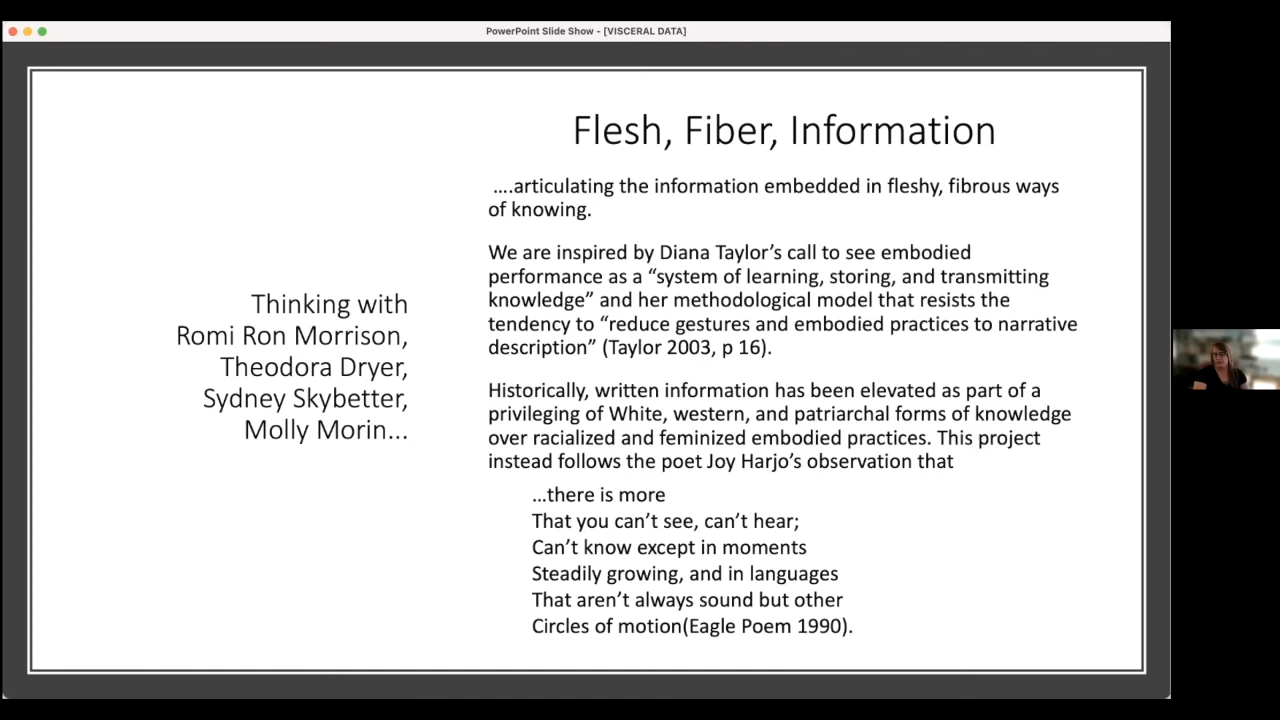 PowerPoint Slide Show - [VISCERAL DATA]
Thinking with
Romi Ron Morrison,
Theodora Dryer,
Sydney Skybetter,
Molly Morin...
Flesh, Fiber, Information
….articulating the information embedded in fleshy, fibrous ways
of knowing.
We are inspired by Diana Taylor’s call to see embodied
performance as a “system of learning, storing, and transmitting
knowledge” and her methodological model that resists the
tendency to “reduce gestures and embodied practices to narrative
description” (Taylor 2003, p 16).
Historically, written information has been elevated as part of a
privileging of White, western, and patriarchal forms of knowledge
over racialized and feminized embodied practices. This project
instead follows the poet Joy Harjo’s observation that
…there is more
That you can’t see, can’t hear;
Can’t know except in moments
Steadily growing, and in languages
That aren’t always sound but other
Circles of motion(Eagle Poem 1990).